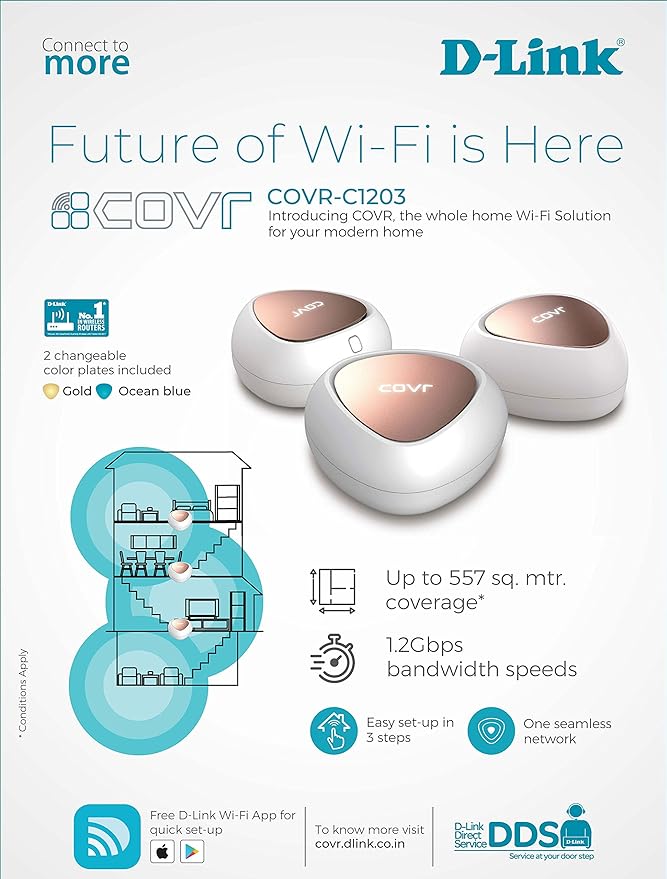 Connect to
more
D-Link®
Future of Wi-Fi is Here
COVR
COVR-C1203
Introducing COVR, the whole home Wi-Fi Solution
for your modern home
D-Link
No.1*
IN WIRELESS
ROUTERS
2 changeable
color plates included
Gold
Ocean blue
COVR
COVR
COVR
Up to 557 sq. mtr.
coverage*
1.2Gbps
bandwidth speeds
* Conditions Apply
Easy set-up in
3 steps
One seamless
network
Free D-Link Wi-Fi App for
quick set-up
To know more visit
covr.dlink.co.in
D-Link
Direct
Service
DDS
D-Link
Service at your door step